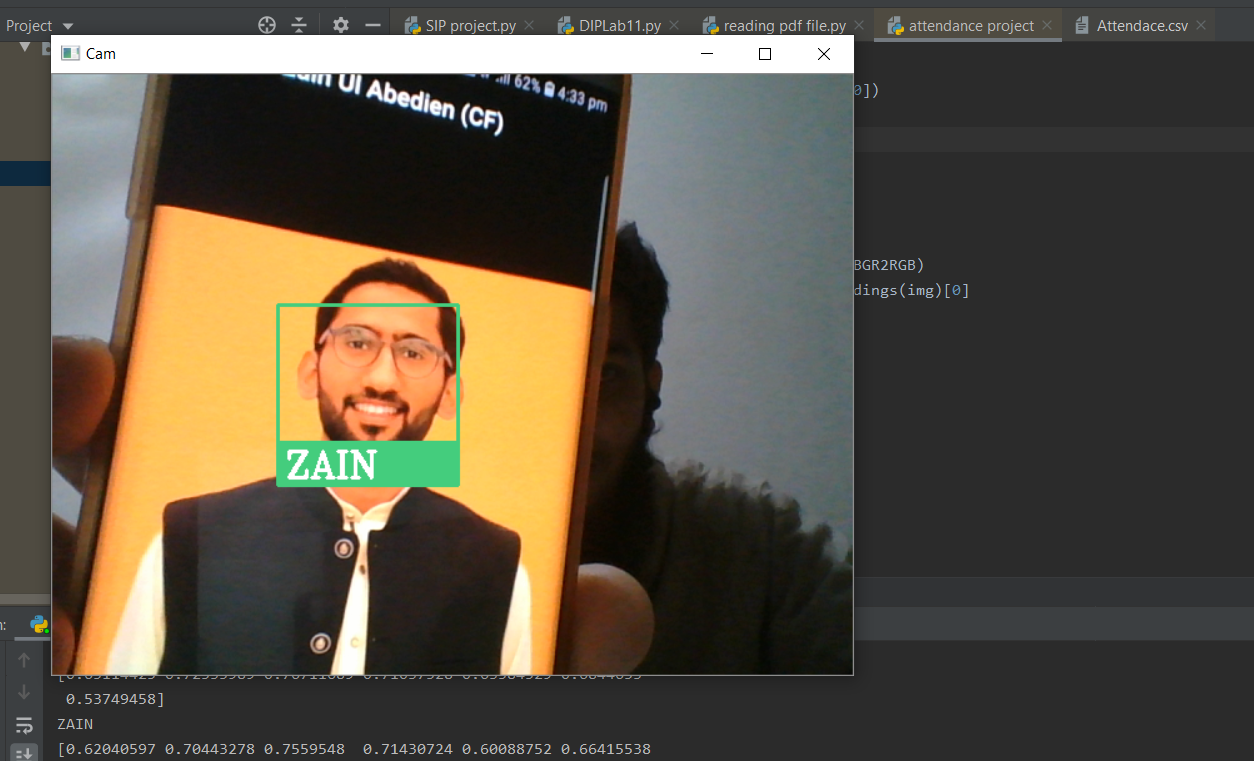 Project
SIP project.py
DIPLab11.py
reading pdf file.py
attendance project
Attendace.csv
Cam
62% 4:33 pm
Ul Abedien (CF)
0])
BGR2RGB)
dings(img)[0]
ZAIN
0.53749458]
ZAIN
[0.62040597 0.70443278 0.7559548 0.71430724 0.60088752 0.66415538